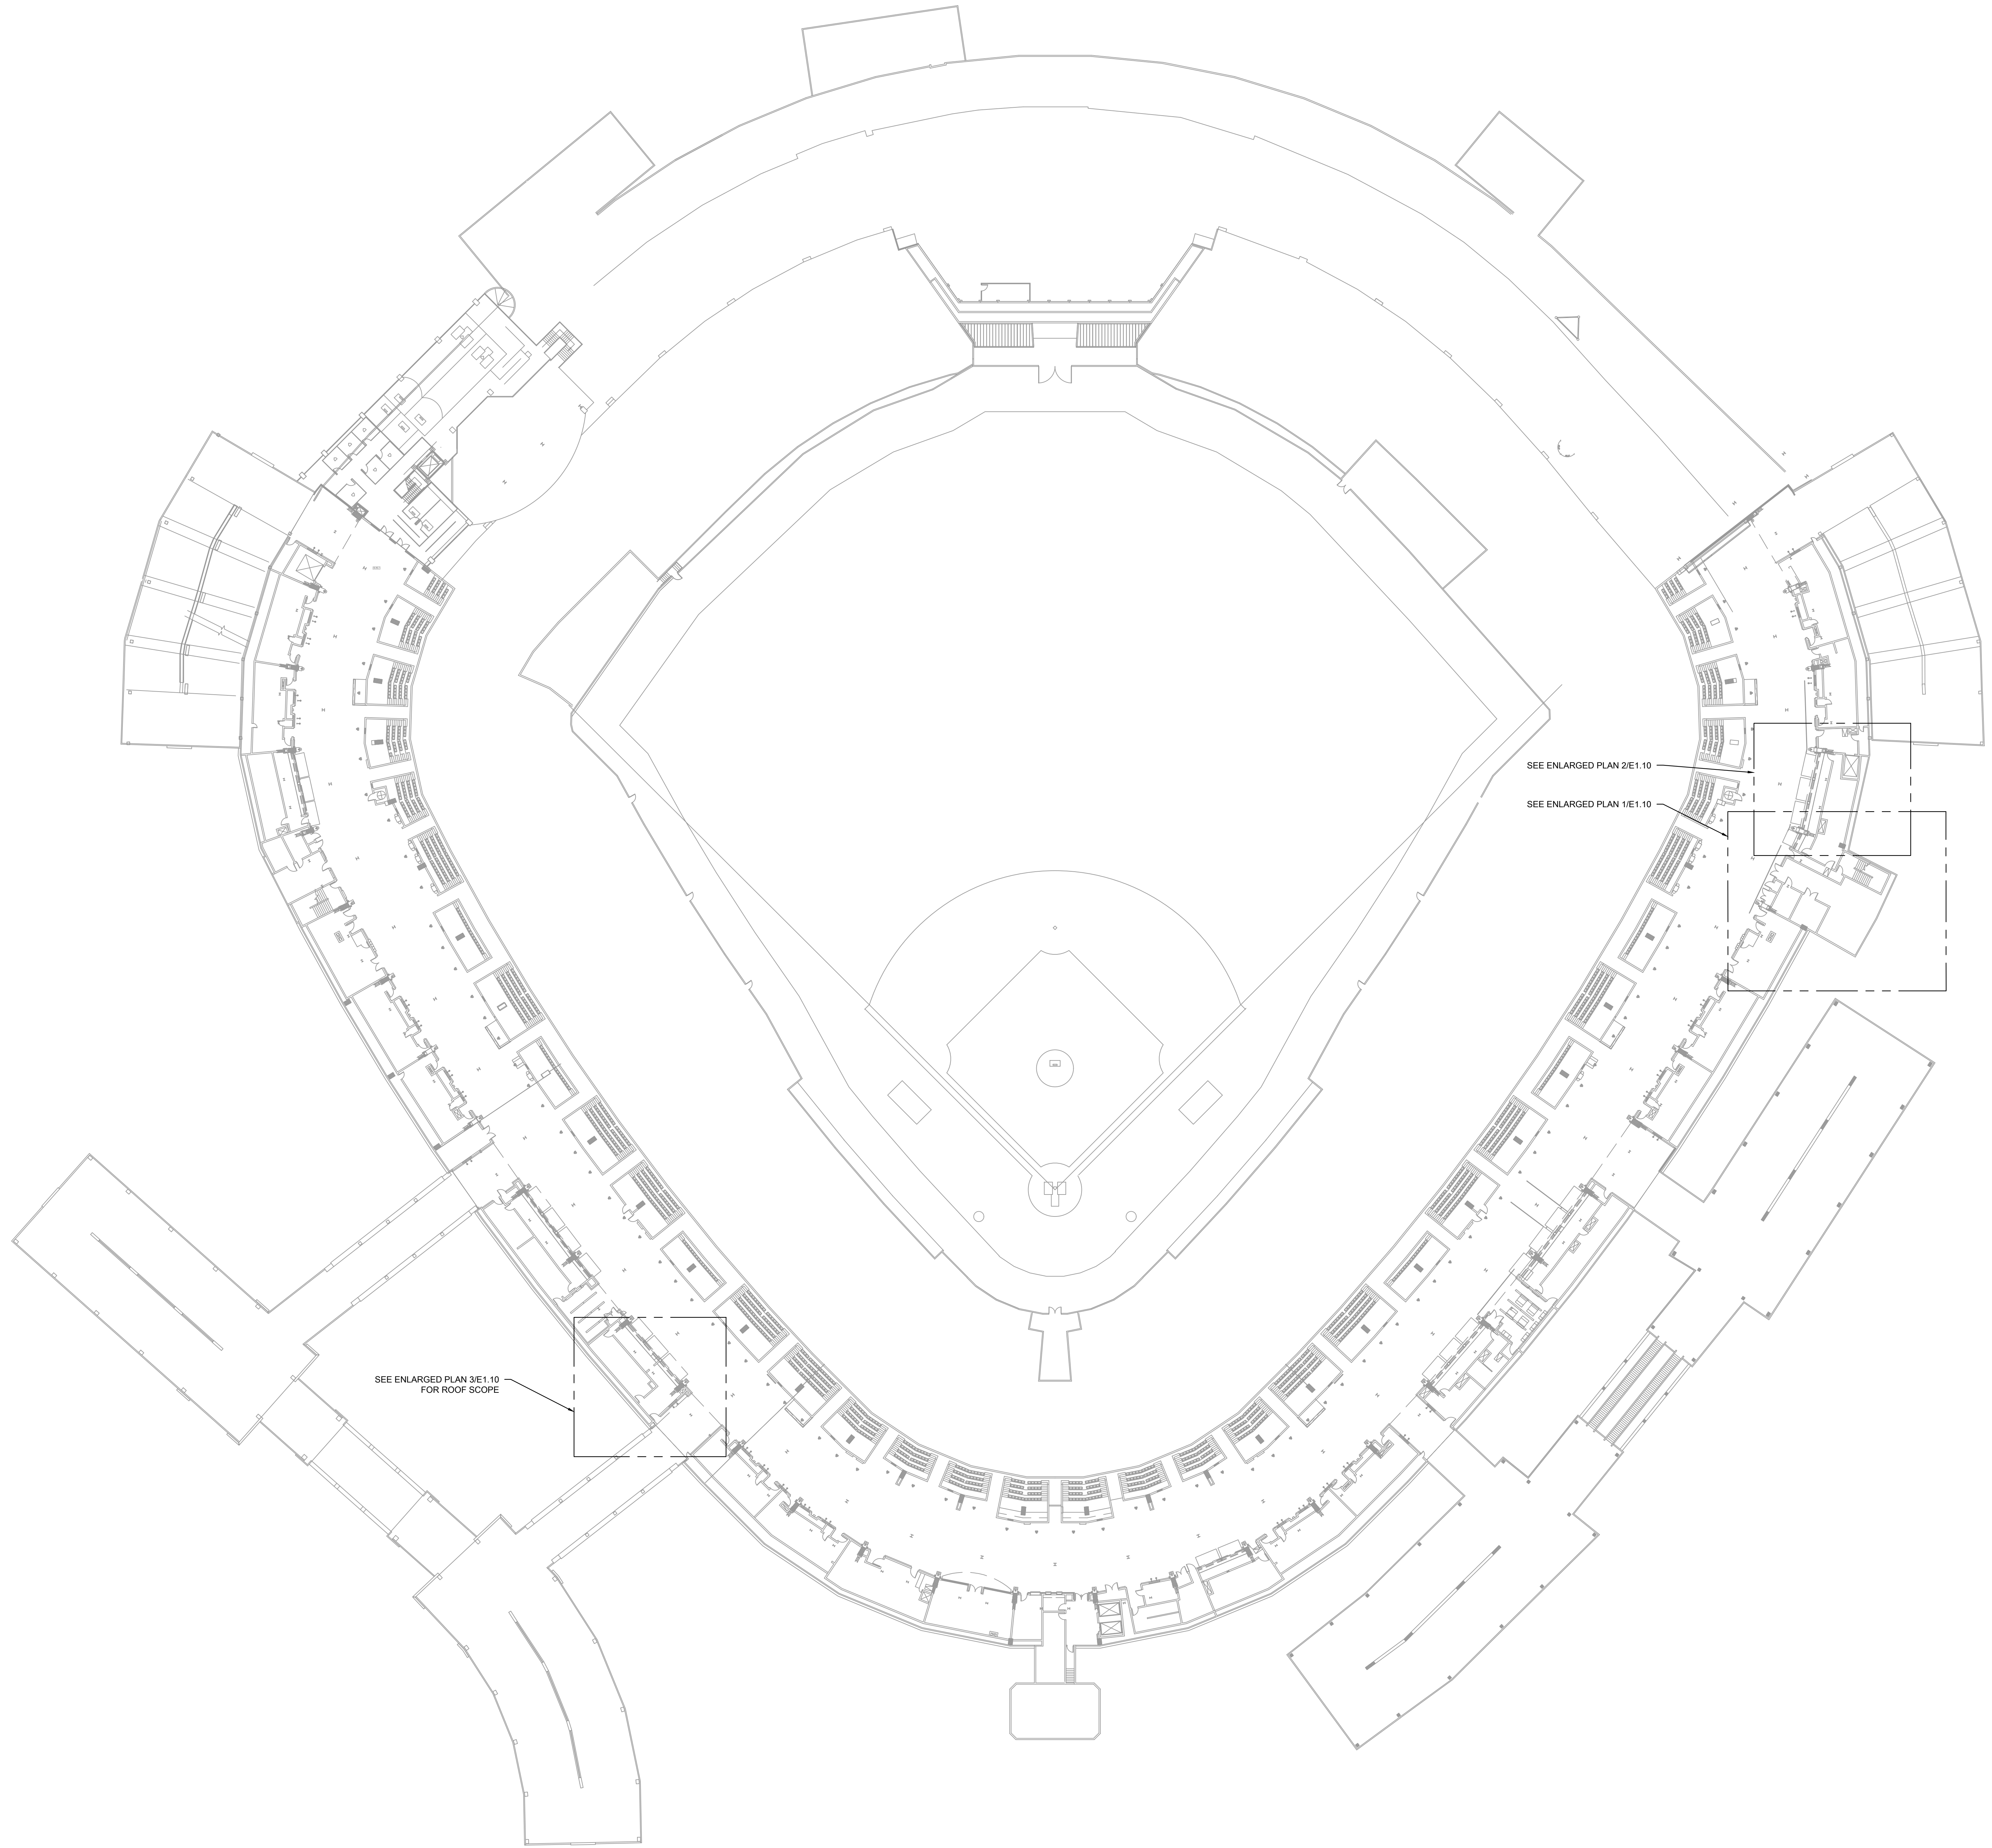 SEE ENLARGED PLAN 2/E1.10
SEE ENLARGED PLAN 1/E1.10
SEE ENLARGED PLAN 3/E1.10
FOR ROOF SCOPE